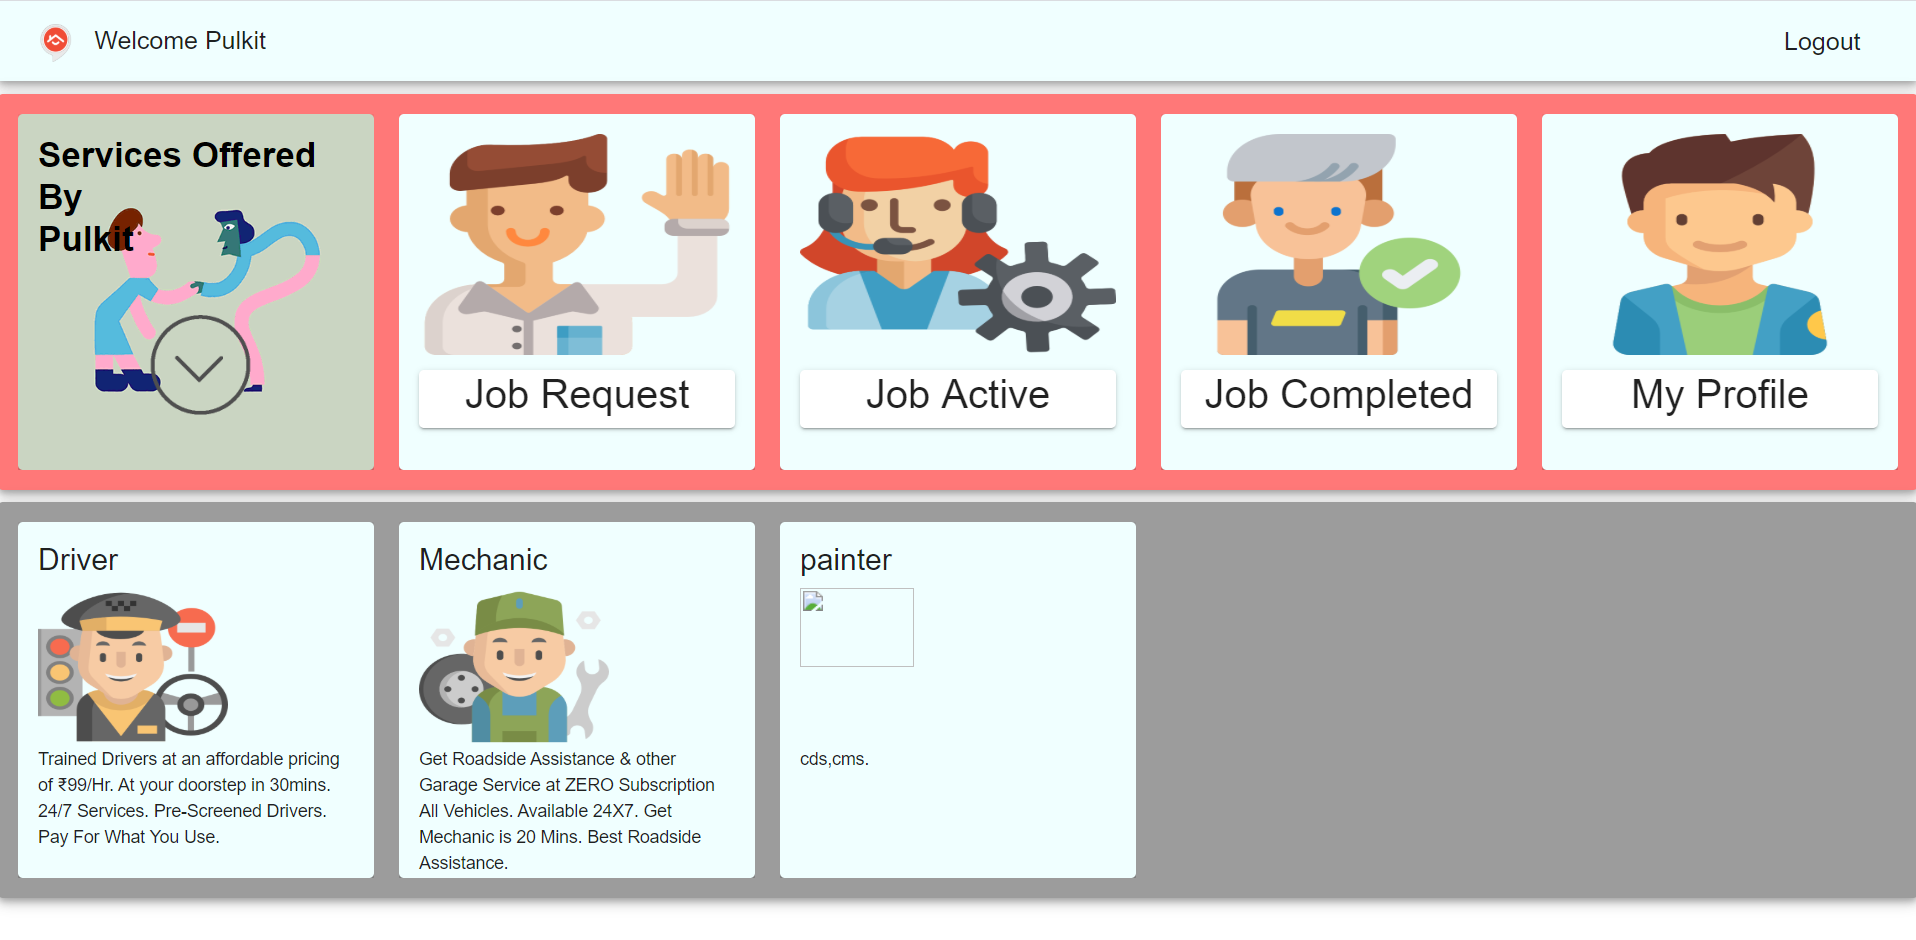 Welcome Pulkit
Logout
Services Offered
By
Pulkit
Job Request
Job Active
Job Completed
My Profile
Driver
Trained Drivers at an affordable pricing
of ₹99/Hr. At your doorstep in 30mins.
24/7 Services. Pre-Screened Drivers.
Pay For What You Use.
Mechanic
Get Roadside Assistance & other
Garage Service at ZERO Subscription
All Vehicles. Available 24X7. Get
Mechanic is 20 Mins. Best Roadside
Assistance.
painter
cds,cms.